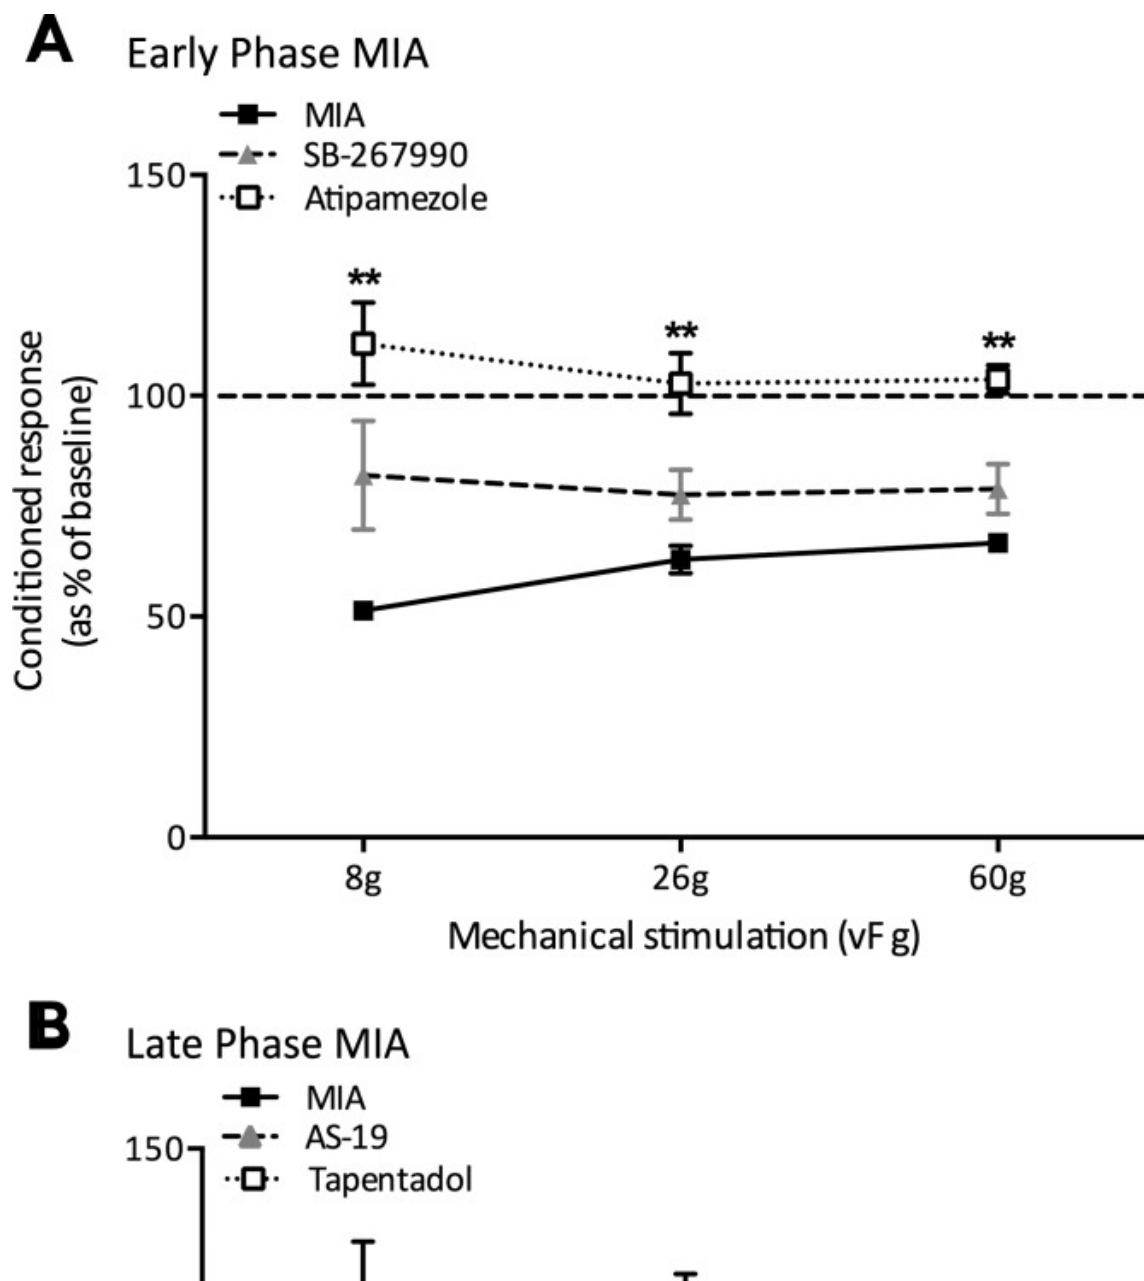 A
Early Phase MIA
MIA
SB-267990
Atipamezole
150
100
50
0
**
**
**
Conditioned response
(as % of baseline)
8g
26g
60g
Mechanical stimulation (vF g)
B
Late Phase MIA
MIA
AS-19
Tapentadol
150